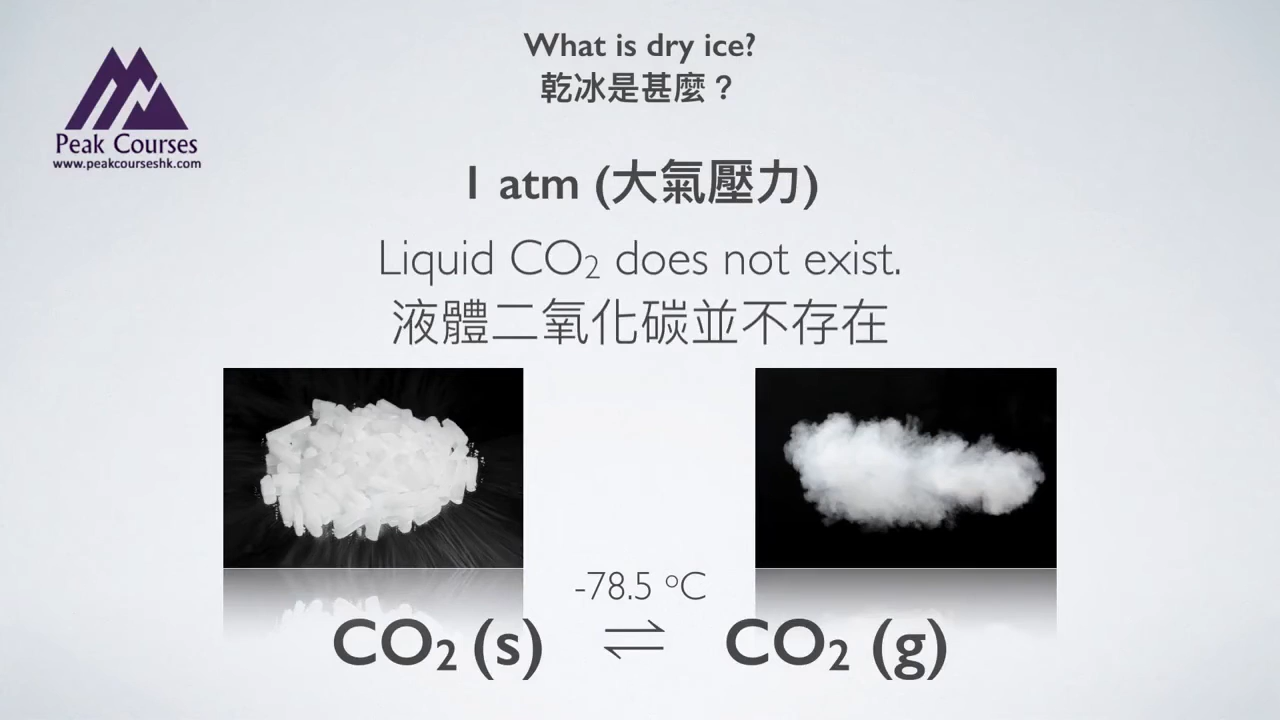 What is dry ice?
乾冰是甚麼？
Peak Courses
www.peakcourseshk.com
1 atm (大氣壓力)
Liquid CO₂ does not exist.
液體二氧化碳並不存在
-78.5 ºC
CO₂ (s) ⇌ CO₂ (g)